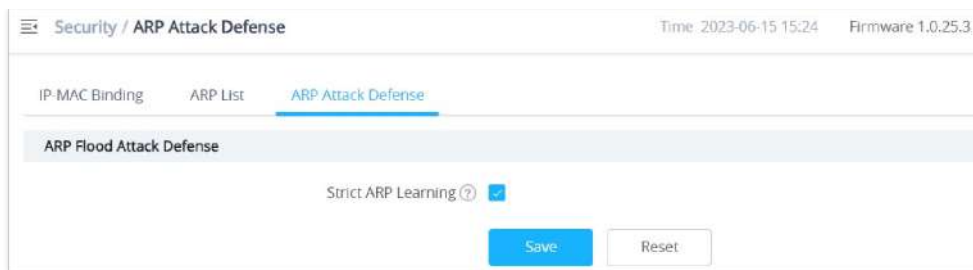 Security / ARP Attack Defense Time 2023-06-15 15:24 Firmware 1.0.25.3
IP-MAC Binding ARP List ARP Attack Defense
ARP Flood Attack Defense
Strict ARP Learning ?
Save Reset